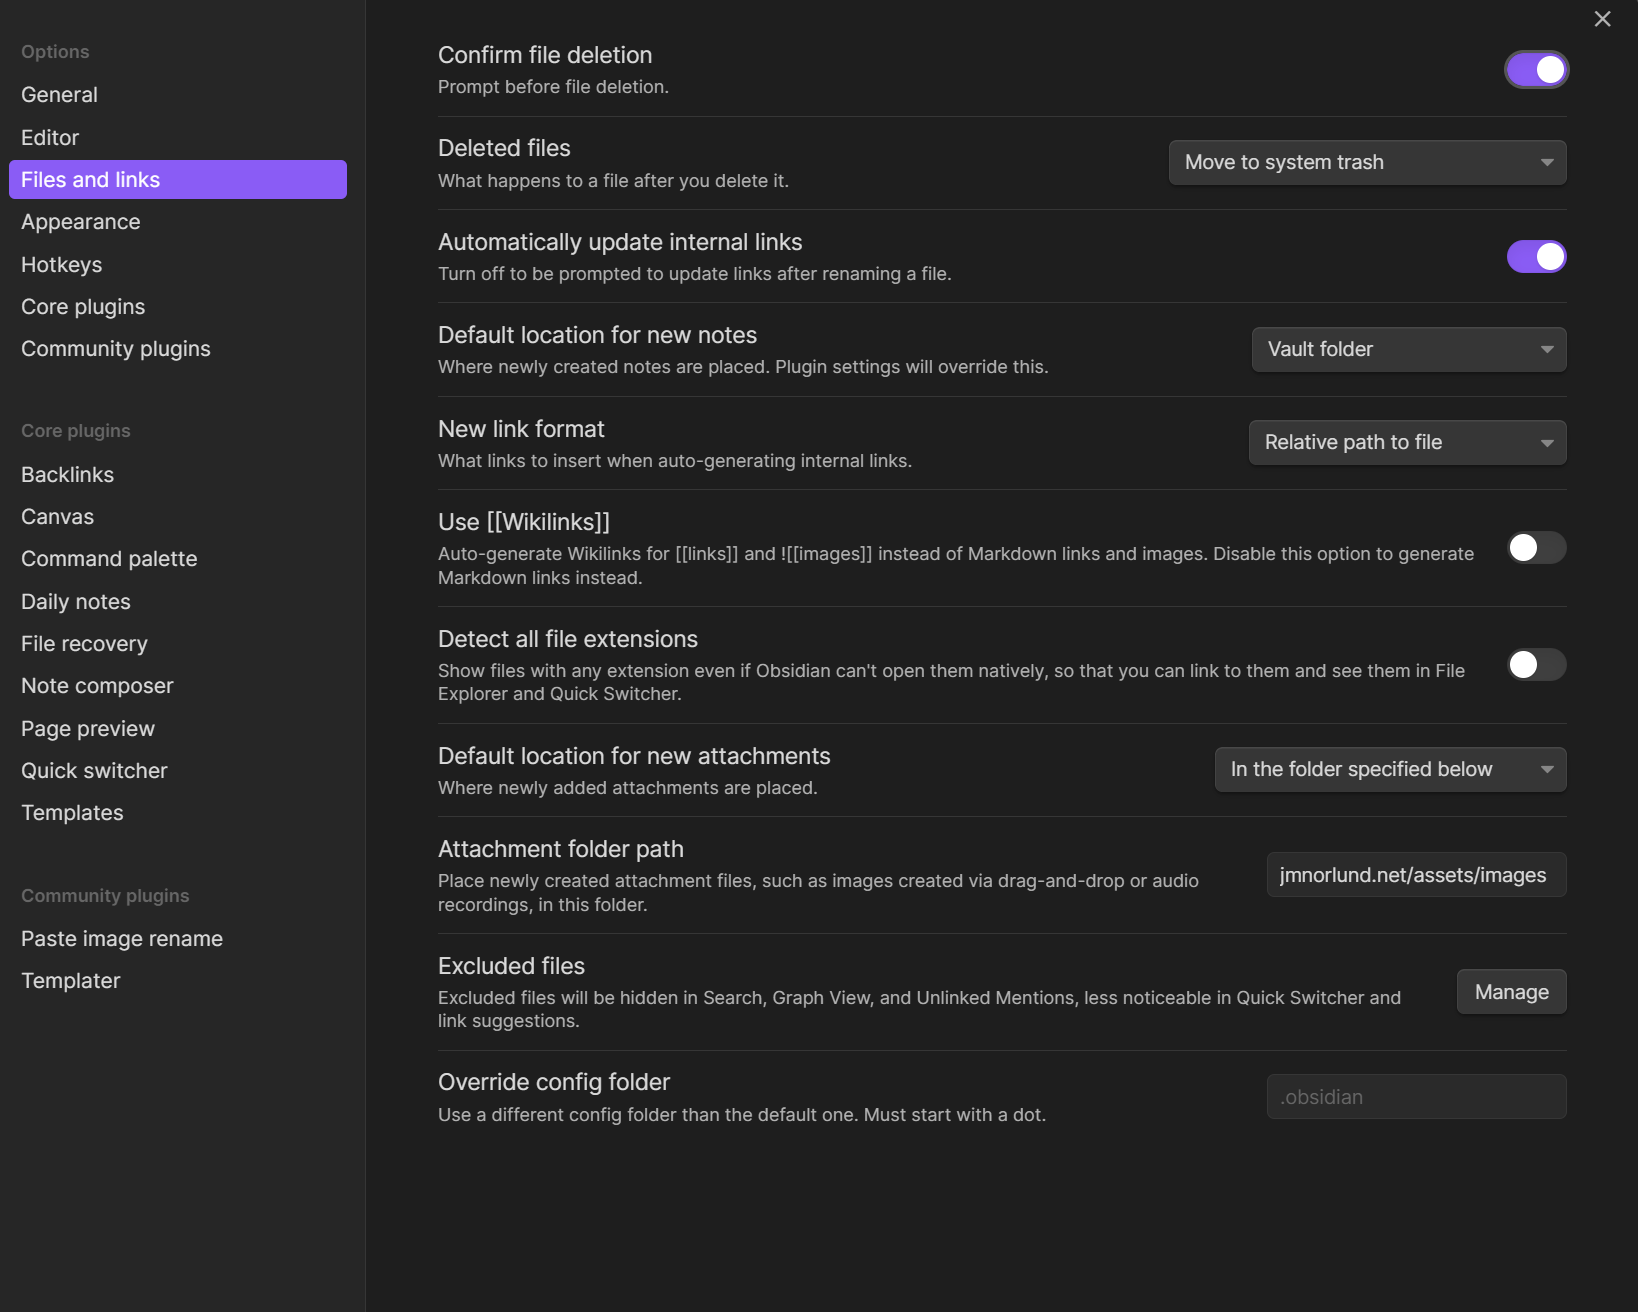 Options
General
Editor
Files and links
Appearance
Hotkeys
Core plugins
Community plugins
Core plugins
Backlinks
Canvas
Command palette
Daily notes
File recovery
Note composer
Page preview
Quick switcher
Templates
Community plugins
Paste image rename
Templater
Confirm file deletion
Prompt before file deletion.
Deleted files
What happens to a file after you delete it.
Move to system trash
Automatically update internal links
Turn off to be prompted to update links after renaming a file.
Default location for new notes
Where newly created notes are placed. Plugin settings will override this.
Vault folder
New link format
What links to insert when auto-generating internal links.
Relative path to file
Use [[Wikilinks]]
Auto-generate Wikilinks for [[links]] and ![[images]] instead of Markdown links and images. Disable this option to generate
Markdown links instead.
Detect all file extensions
Show files with any extension even if Obsidian can't open them natively, so that you can link to them and see them in File
Explorer and Quick Switcher.
Default location for new attachments
Where newly added attachments are placed.
In the folder specified below
Attachment folder path
Place newly created attachment files, such as images created via drag-and-drop or audio
recordings, in this folder.
jmnorlund.net/assets/images
Excluded files
Excluded files will be hidden in Search, Graph View, and Unlinked Mentions, less noticeable in Quick Switcher and
link suggestions.
Manage
Override config folder
Use a different config folder than the default one. Must start with a dot.
.obsidian